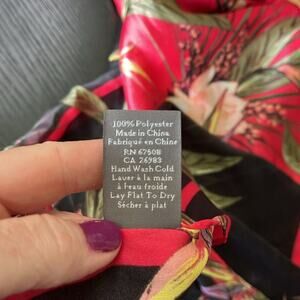 100% Polyester
Made in China
Fabriqué en Chine
RN 67508
CA 26983
Hand Wash Cold
Laver à la main
à l'eau froide
Lay Flat To Dry
Sécher à plat